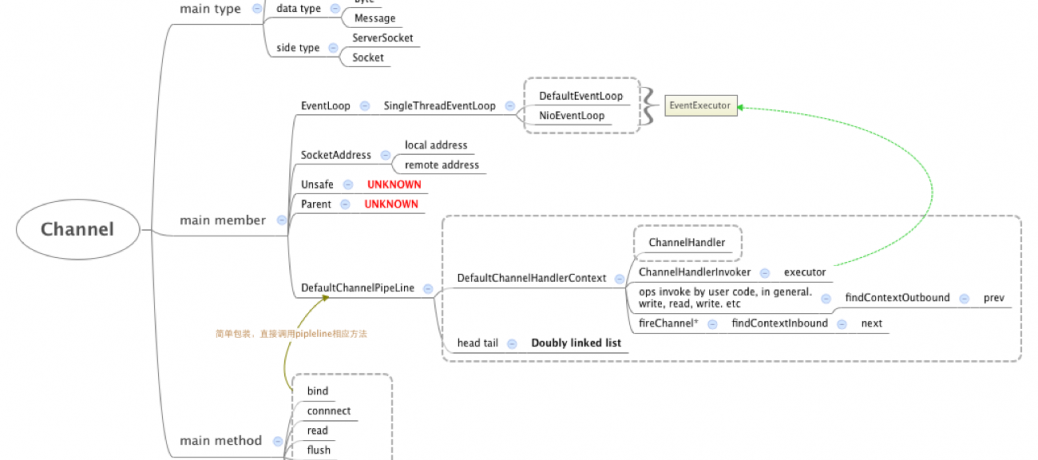 Byte
main type
data type
Message
side type
ServerSocket
Socket
Channel
main member
EventLoop
SingleThreadEventLoop
DefaultEventLoop
NioEventLoop
EventExecutor
SocketAddress
local address
remote address
Unsafe
UNKNOWN
Parent
UNKNOWN
DefaultChannelPipeLine
DefaultChannelHandlerContext
ChannelHandler
ChannelHandlerInvoker
executor
ops invoke by user code, in general.
write, read, write. etc
findContextOutbound
prev
fireChannel*
findContextInbound
next
head tail
Doubly linked list
简单包装、直接调用pipleline相应方法
main method
bind
connnect
read
flush